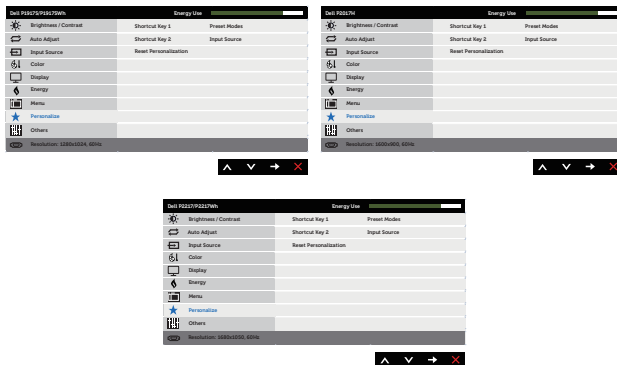 Dell P1917S/P1917SWh Energy Use
Brightness / Contrast Shortcut Key 1 Preset Modes
Auto Adjust Shortcut Key 2 Input Source
Input Source Reset Personalization
Color
Display
Energy
Menu
Personalize
Others
Resolution: 1280x1024, 60Hz
Dell P2017H Energy Use
Brightness / Contrast Shortcut Key 1 Preset Modes
Auto Adjust Shortcut Key 2 Input Source
Input Source Reset Personalization
Color
Display
Energy
Menu
Personalize
Others
Resolution: 1600x900, 60Hz
Dell P2217/P2217Wh Energy Use
Brightness / Contrast Shortcut Key 1 Preset Modes
Auto Adjust Shortcut Key 2 Input Source
Input Source Reset Personalization
Color
Display
Energy
Menu
Personalize
Others
Resolution: 1680x1050, 60Hz